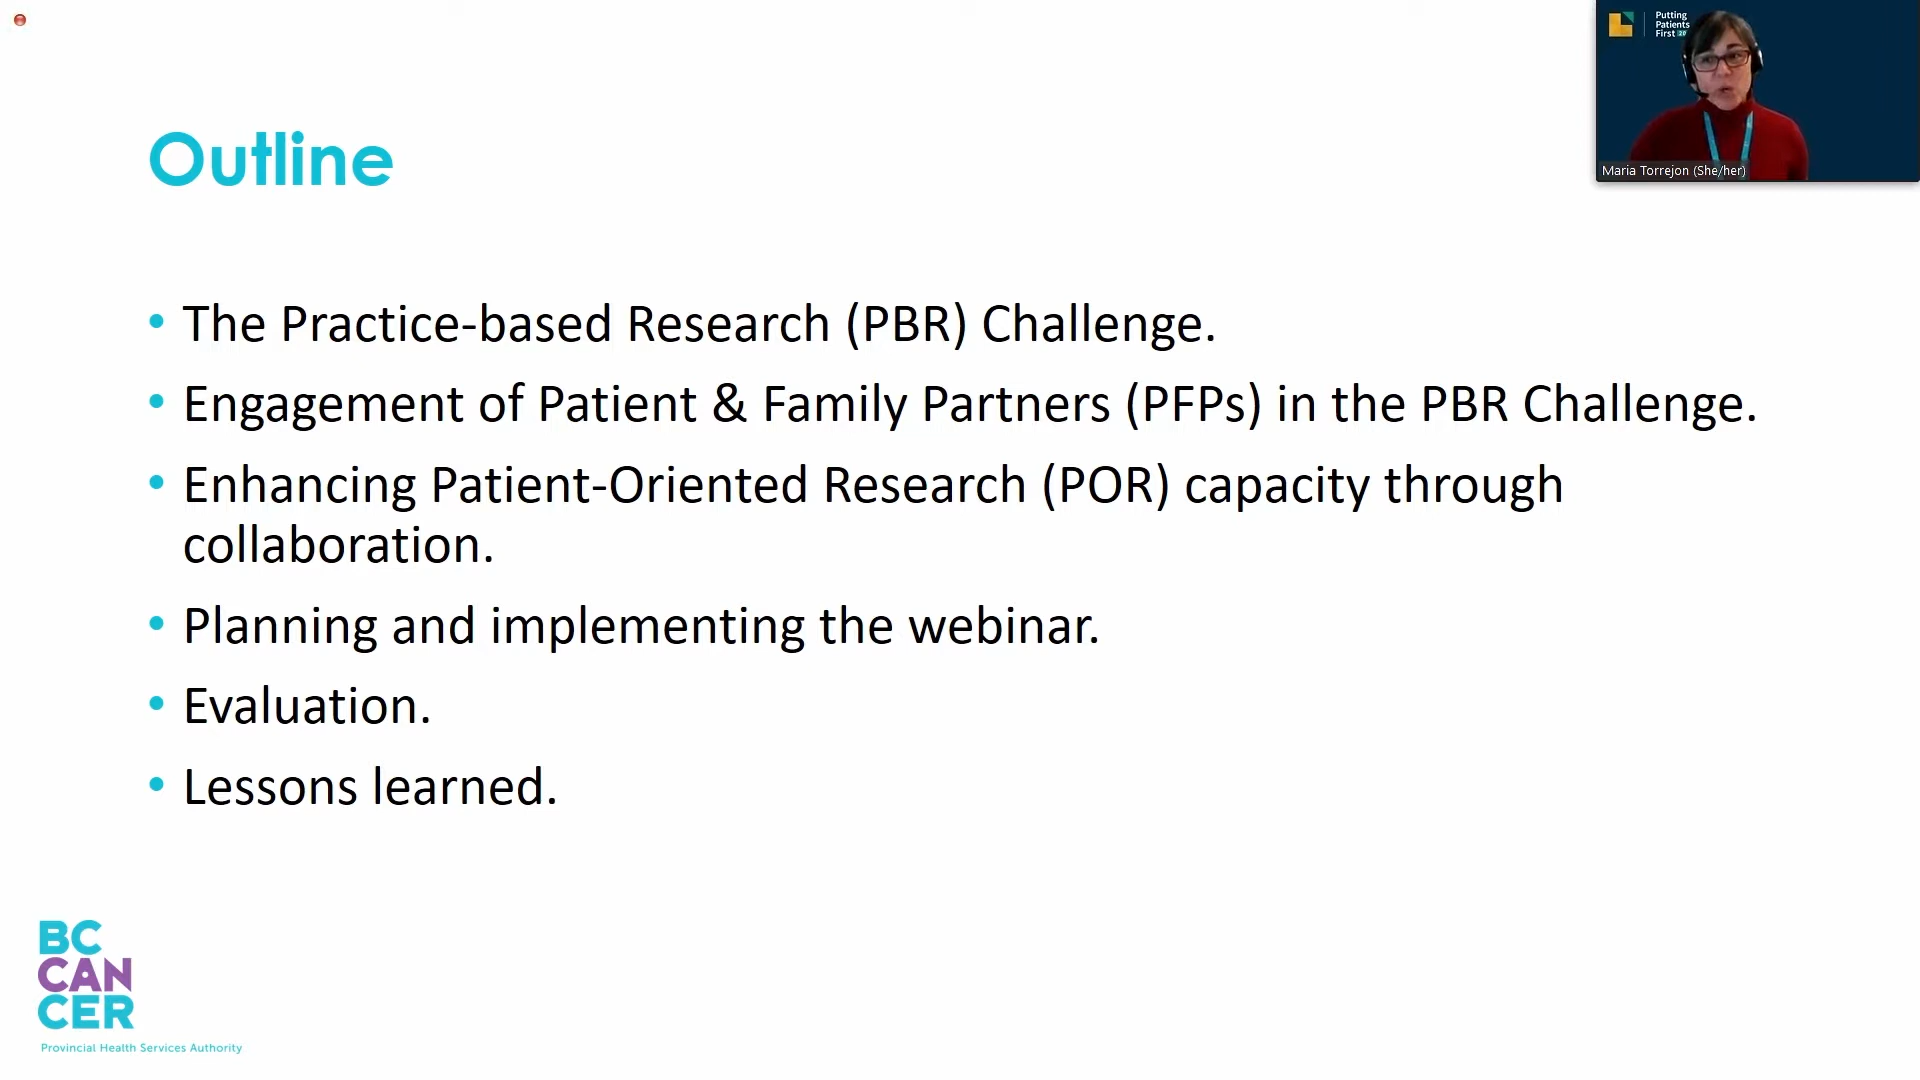 Outline
• The Practice-based Research (PBR) Challenge.
• Engagement of Patient & Family Partners (PFPs) in the PBR Challenge.
• Enhancing Patient-Oriented Research (POR) capacity through
collaboration.
• Planning and implementing the webinar.
• Evaluation.
• Lessons learned.
BC
CAN
CER
Provincial Health Services Authority
Putting
Patients
First
Maria Torrejon (She/her)